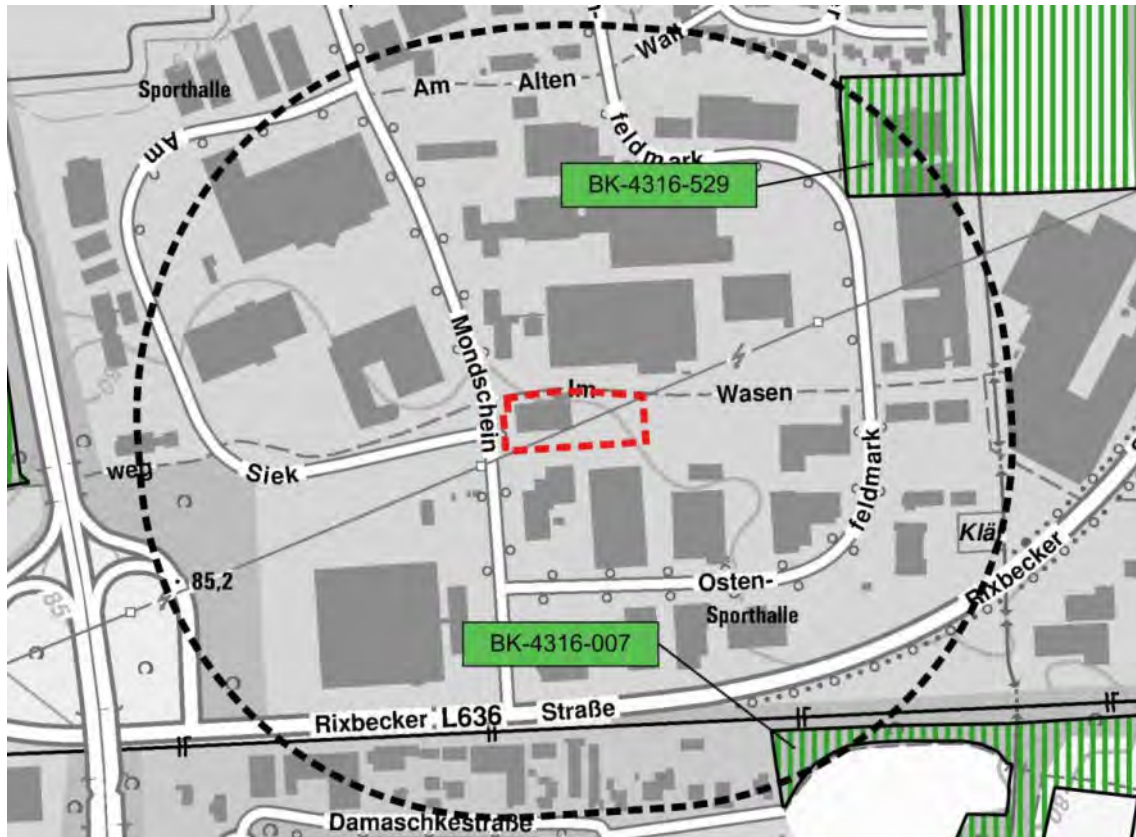 Wall
Am Alten
Sporthalle
Am
feldmark
BK-4316-529
Mondschein
Im
Wasen
weg
Siek
feldmark
Klä
85,2
Osten-
Rixbecker
Sporthalle
BK-4316-007
Rixbecker
L636
Straße
Damaschkestraße
80